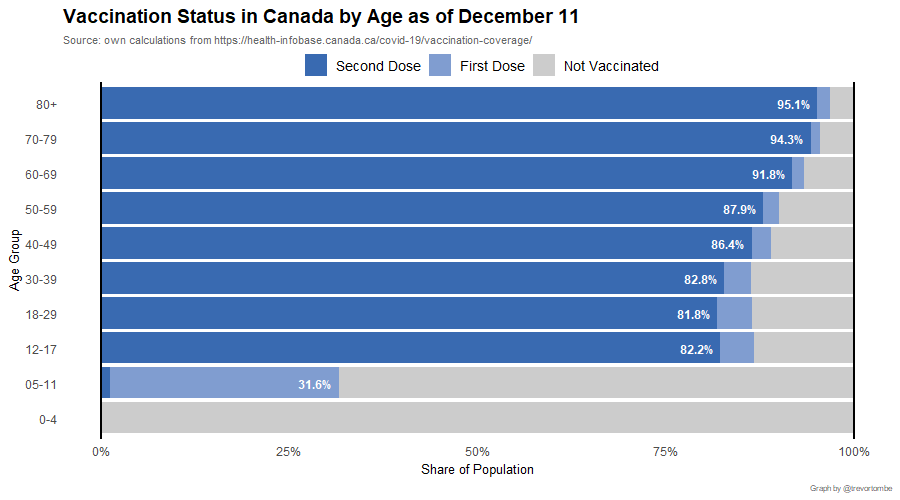 Vaccination Status in Canada by Age as of December 11
Source: own calculations from https://health-infobase.canada.ca/covid-19/vaccination-coverage/
Second Dose First Dose Not Vaccinated
80+ 95.1%
70-79 94.3%
60-69 91.8%
50-59 87.9%
40-49 86.4%
30-39 82.8%
18-29 81.8%
12-17 82.2%
05-11 31.6%
0-4
Age Group
0% 25% 50% 75% 100%
Share of Population
Graph by @trevortombe